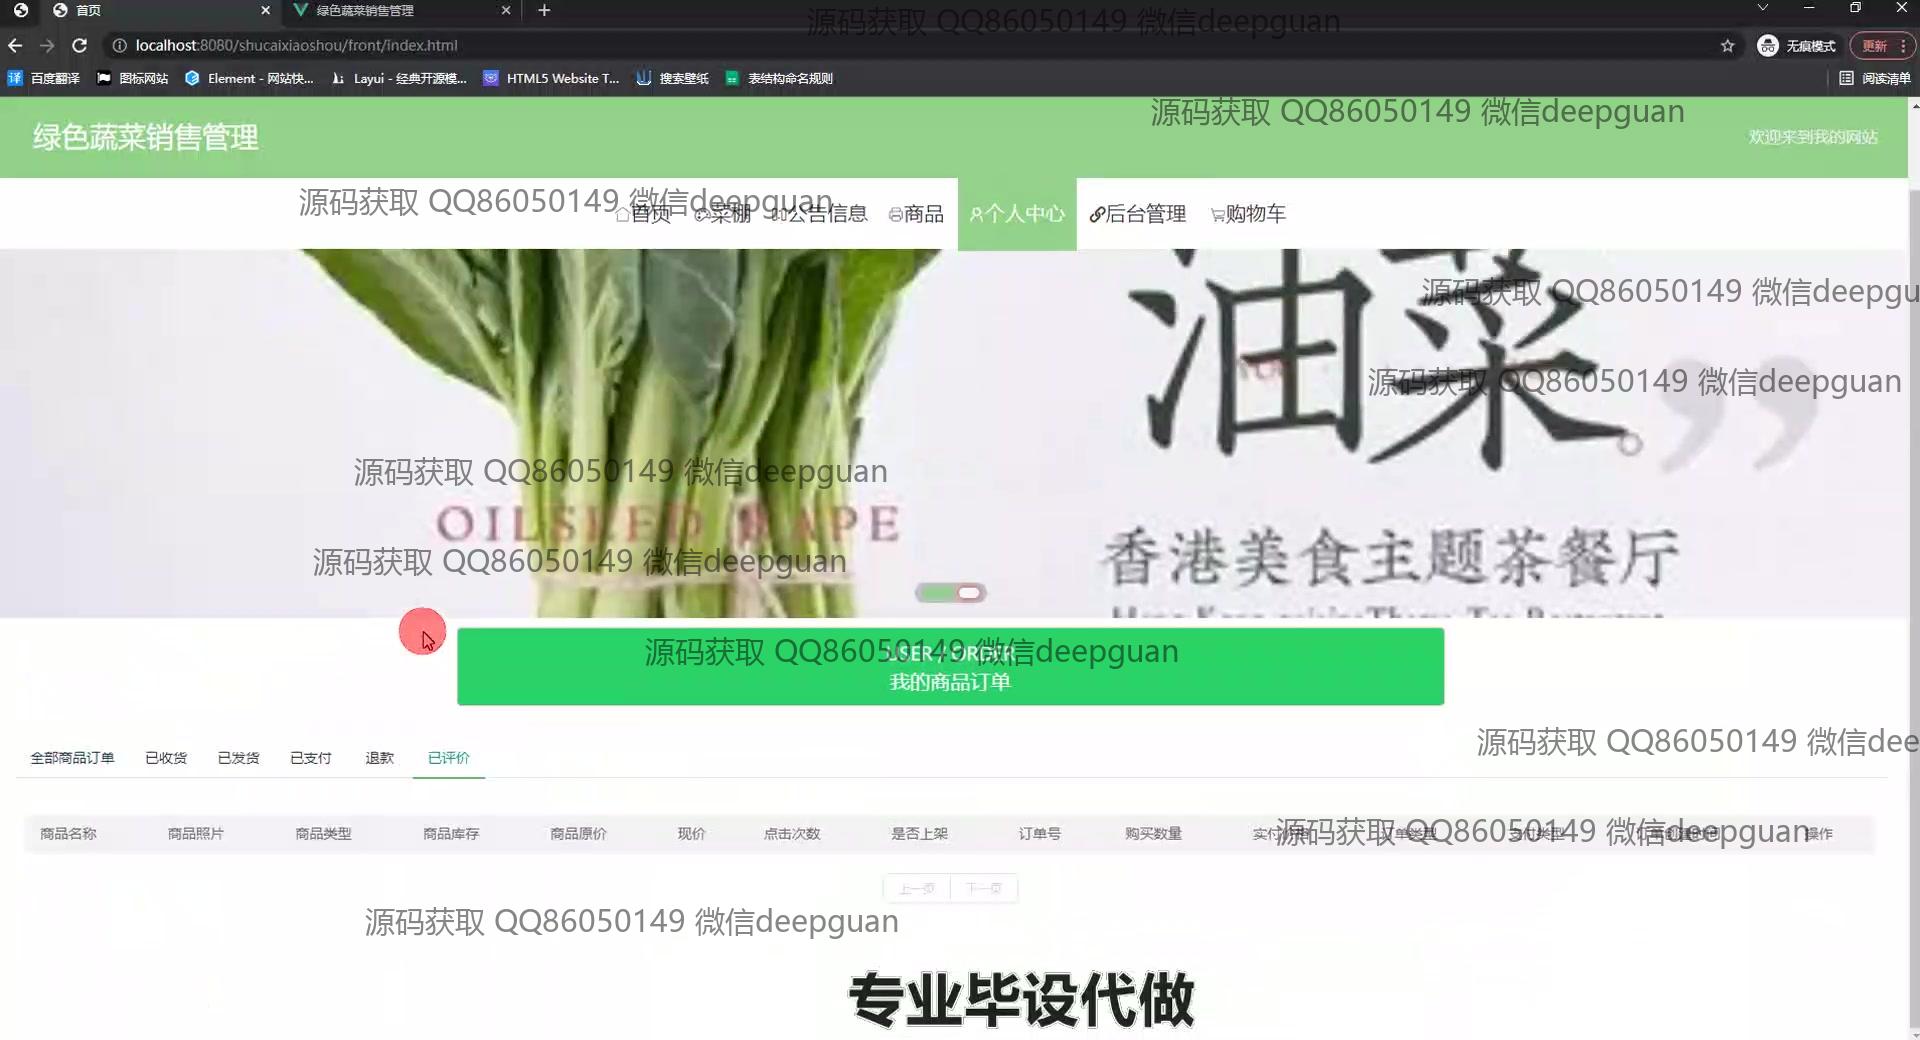 首页
绿色蔬菜销售管理
源码获取 QQ86050149 微信deepguan
localhost:8080/shucaixiaoshou/front/index.html
无痕模式
更新
百度翻译
图标网站
Element - 网站快...
Layui - 经典开源模...
HTML5 Website T...
搜索壁纸
表结构命名规则
阅读清单
源码获取 QQ86050149 微信deepguan
绿色蔬菜销售管理
欢迎来到我的网站
源码获取 QQ86050149 微信deepguan
首页
菜棚
公告信息
商品
个人中心
后台管理
购物车
源码获取 QQ86050149 微信deepgu
油菜
源码获取 QQ86050149 微信deepguan
源码获取 QQ86050149 微信deepguan
OILSEED RAPE
香港美食主题茶餐厅
源码获取 QQ86050149 微信deepguan
USER / ORDER
源码获取 QQ86050149 微信deepguan
我的商品订单
源码获取 QQ86050149 微信dee
全部商品订单
已收货
已发货
已支付
退款
已评价
商品名称
商品照片
商品类型
商品库存
商品原价
现价
点击次数
是否上架
订单号
购买数量
实付价格
订单类型
支付类型
订单创建时间
操作
源码获取 QQ86050149 微信deepguan
上一页
下一页
源码获取 QQ86050149 微信deepguan
专业毕设代做